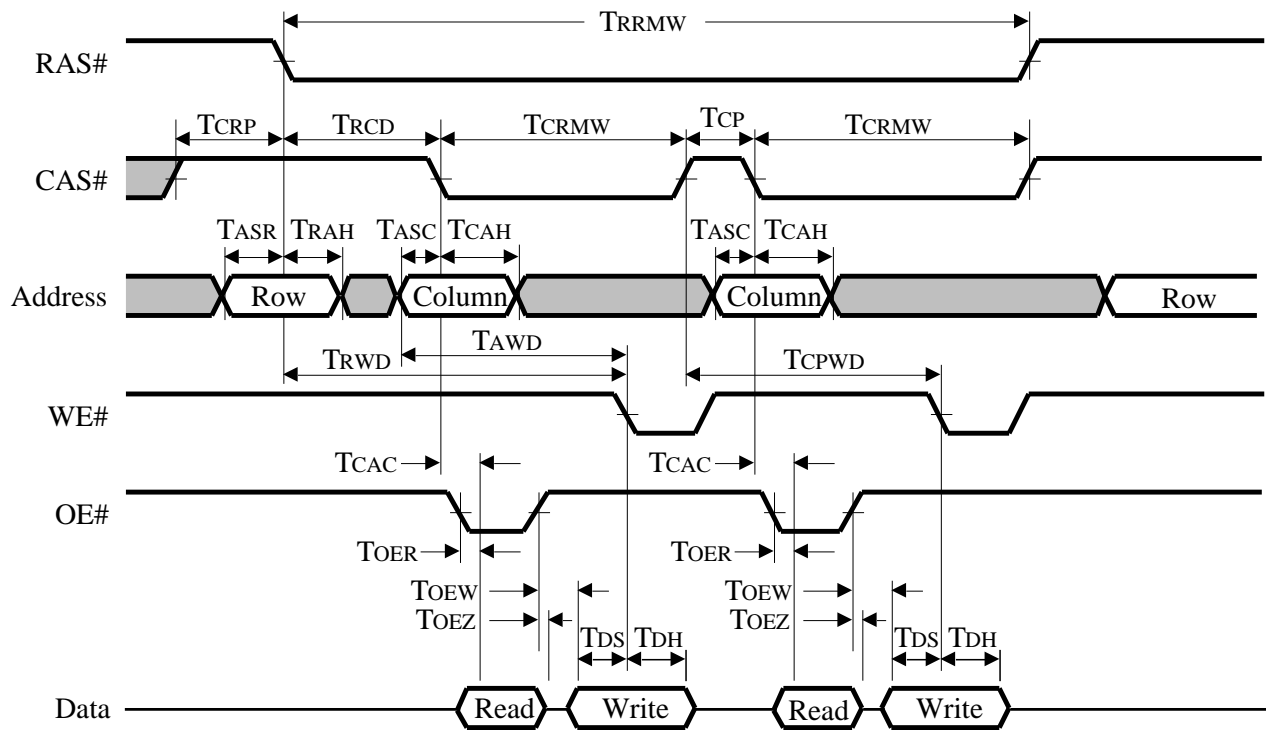 TRRMW
RAS#
TCRP TRCD TCRMW TCP TCRMW
CAS#
TASR TRAH TASC TCAH TASC TCAH
Address Row Column Column Row
TAWD
TRWD TCPWD
WE#
TCAC TCAC
OE#
TOER TOER
TOEW TOEW
TOEZ TOEZ
TDS TDH TDS TDH
Data Read Write Read Write